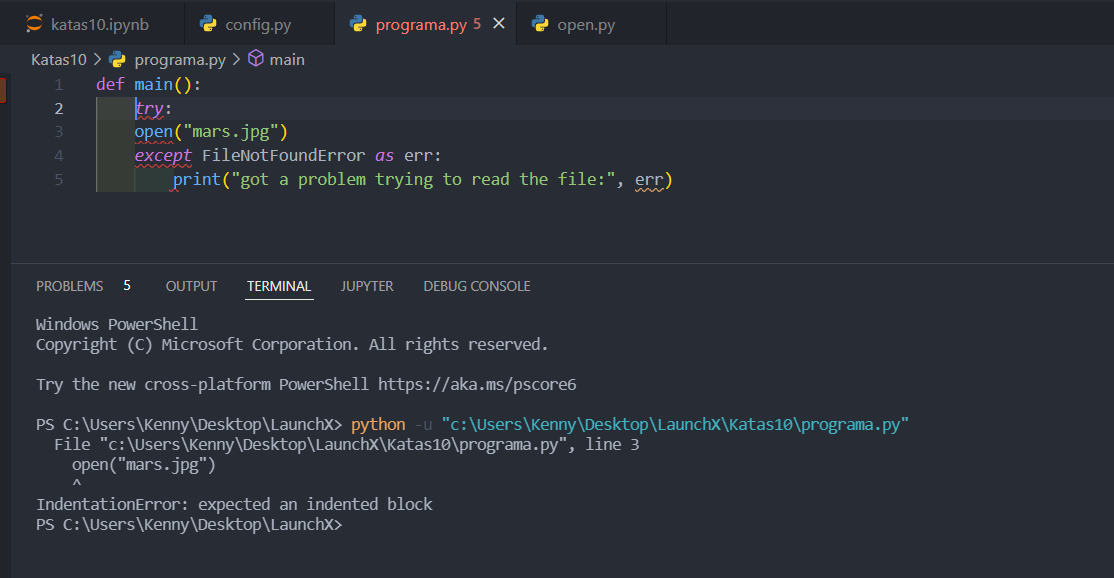 katas10.ipynb config.py programa.py 5 open.py
Katas10 > programa.py > main
1 def main():
2 try:
3 open("mars.jpg")
4 except FileNotFoundError as err:
5 print("got a problem trying to read the file:", err)
PROBLEMS 5 OUTPUT TERMINAL JUPYTER DEBUG CONSOLE
Windows PowerShell
Copyright (C) Microsoft Corporation. All rights reserved.
Try the new cross-platform PowerShell https://aka.ms/pscore6
PS C:\Users\Kenny\Desktop\LaunchX> python -u "c:\Users\Kenny\Desktop\LaunchX\Katas10\programa.py"
File "c:\Users\Kenny\Desktop\LaunchX\Katas10\programa.py", line 3
open("mars.jpg")
^
IndentationError: expected an indented block
PS C:\Users\Kenny\Desktop\LaunchX>